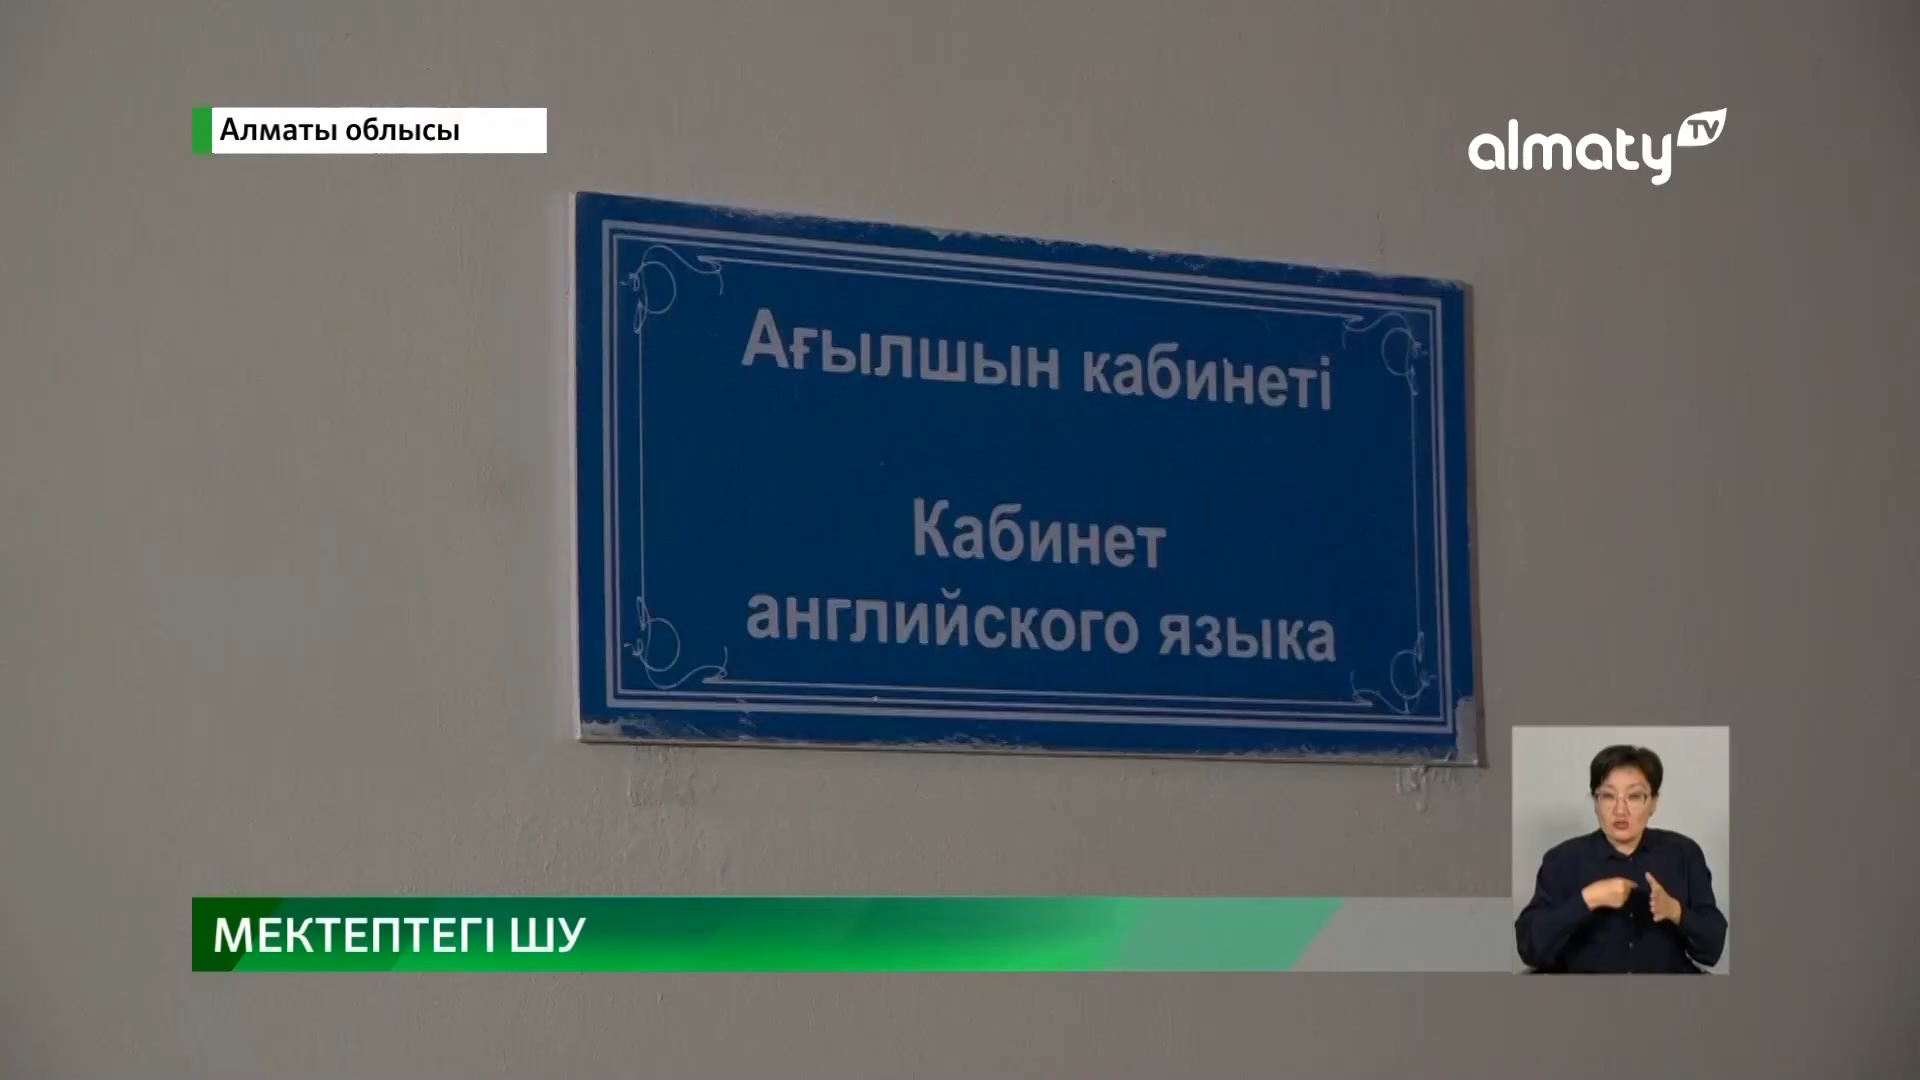 Алматы облысы
almaty TV
Ағылшын кабинеті
Кабинет
английского языка
МЕКТЕПТЕГІ ШУ